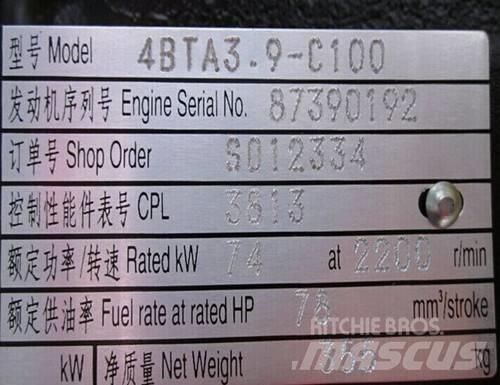 型号 Model 4BTA3.9-C100
发动机序列号 Engine Serial No. 87390192
订单号 Shop Order SO12334
控制性能件表号 CPL 3813
额定功率/转速 Rated kW 74 at 2200 r/min
额定供油率 Fuel rate at rated HP 78 mm³/stroke
kW 净质量 Net Weight kg
RITCHIE BROS.
MASCUS